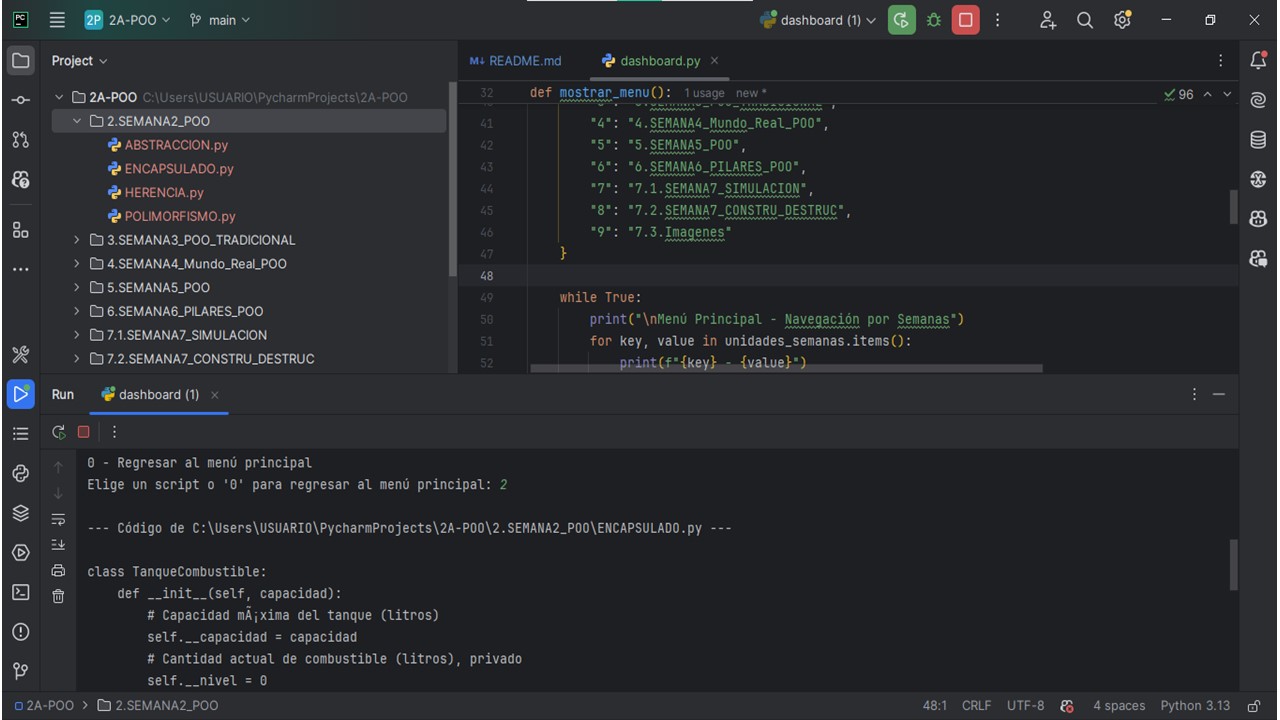 PC 2P 2A-POO main dashboard (1)
Project
README.md dashboard.py
2A-POO C:\Users\USUARIO\PycharmProjects\2A-POO
2.SEMANA2_POO
ABSTRACCION.py
ENCAPSULADO.py
HERENCIA.py
POLIMORFISMO.py
3.SEMANA3_POO_TRADICIONAL
4.SEMANA4_Mundo_Real_POO
5.SEMANA5_POO
6.SEMANA6_PILARES_POO
7.1.SEMANA7_SIMULACION
7.2.SEMANA7_CONSTRU_DESTRUC
32 def mostrar_menu(): 1 usage new *
96
41 "4": "4.SEMANA4_Mundo_Real_POO",
42 "5": "5.SEMANA5_POO",
43 "6": "6.SEMANA6_PILARES_POO",
44 "7": "7.1.SEMANA7_SIMULACION",
45 "8": "7.2.SEMANA7_CONSTRU_DESTRUC",
46 "9": "7.3.Imagenes"
47 }
48
49 while True:
50 print("\nMenú Principal - Navegación por Semanas")
51 for key, value in unidades_semanas.items():
52 print(f"{key} - {value}")
Run dashboard (1)
0 - Regresar al menú principal
Elige un script o '0' para regresar al menú principal: 2
--- Código de C:\Users\USUARIO\PycharmProjects\2A-POO\2.SEMANA2_POO\ENCAPSULADO.py ---
class TanqueCombustible:
def __init__(self, capacidad):
# Capacidad mÃ¡xima del tanque (litros)
self.__capacidad = capacidad
# Cantidad actual de combustible (litros), privado
self.__nivel = 0
2A-POO 2.SEMANA2_POO 48:1 CRLF UTF-8 4 spaces Python 3.13